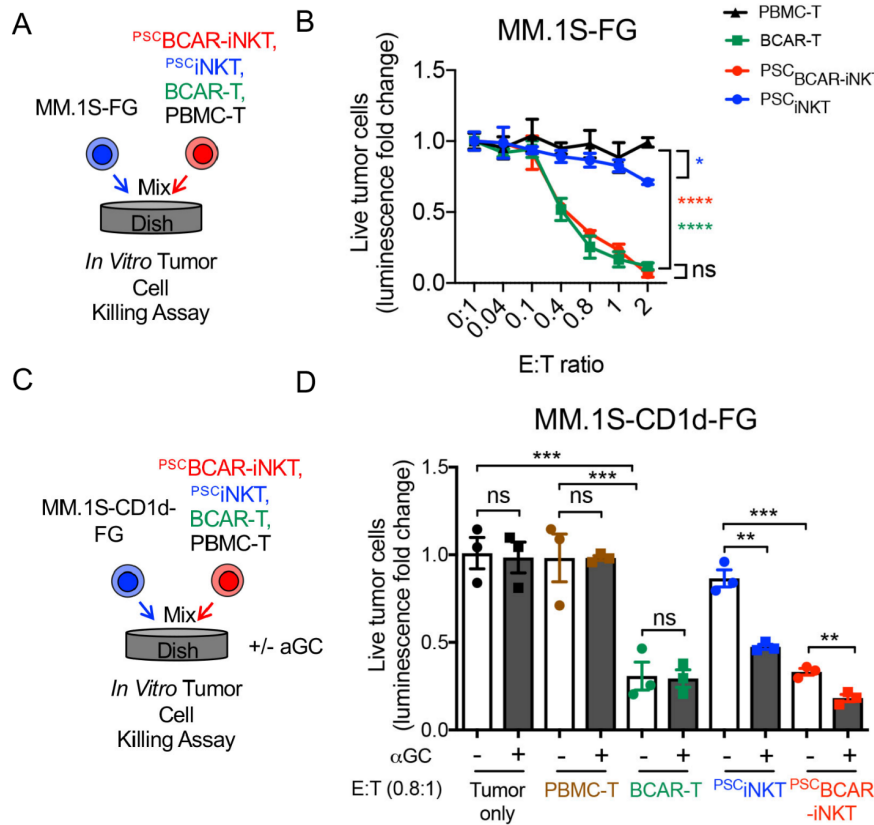 A
PSCBCAR-iNKT,
PSCiNKT,
BCAR-T,
PBMC-T
MM.1S-FG
Mix
Dish
In Vitro Tumor
Cell
Killing Assay
B
MM.1S-FG
PBMC-T
BCAR-T
PSCBCAR-iNKT
PSCiNKT
Live tumor cells
(luminescence fold change)
1.5
1.0
0.5
0.0
*
****
****
ns
0:1
0.04
0.1
0.4
0.8
1
2
E:T ratio
C
PSCBCAR-iNKT,
PSCiNKT,
BCAR-T,
PBMC-T
MM.1S-CD1d-
FG
Mix
Dish
+/- aGC
In Vitro Tumor
Cell
Killing Assay
D
MM.1S-CD1d-FG
Live tumor cells
(luminescence fold change)
1.5
1.0
0.5
0.0
***
***
ns
ns
ns
***
**
**
αGC - + - + - + - + - +
E:T (0.8:1)
Tumor
only
PBMC-T
BCAR-T
PSCiNKT
PSCBCAR
-iNKT